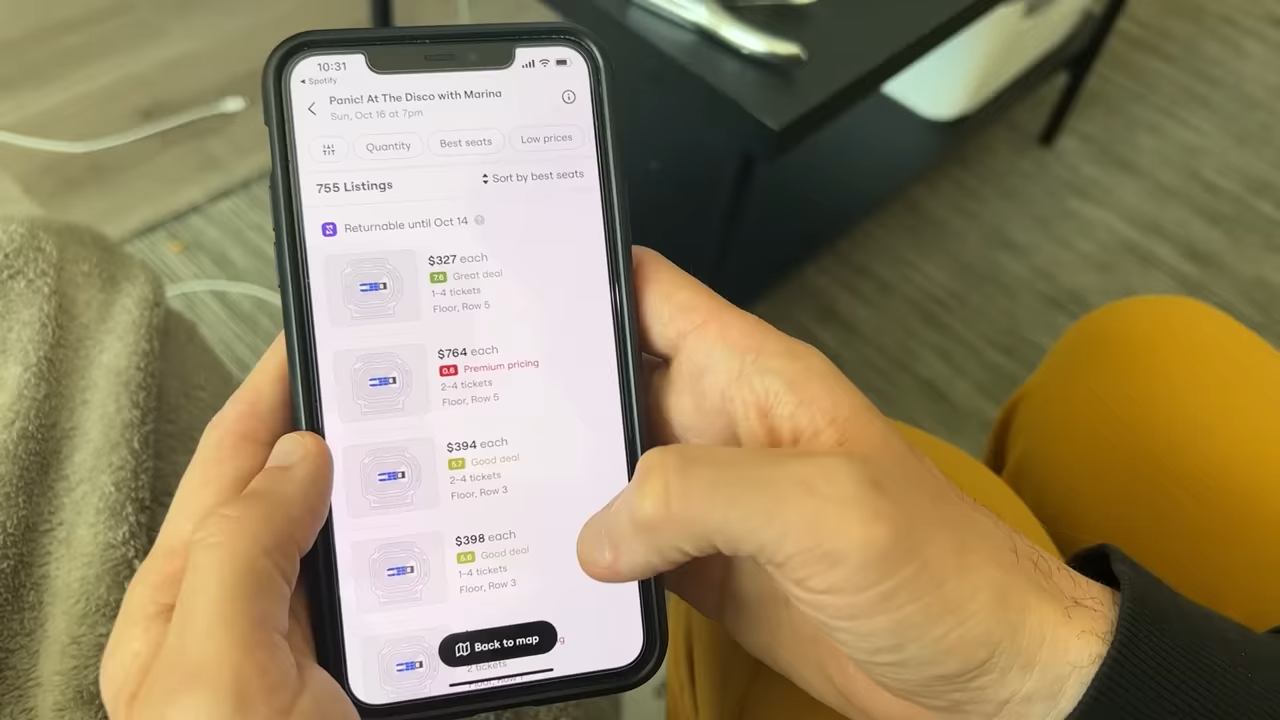 10:31
Spotify
Panic! At The Disco with Marina
Sun, Oct 16 at 7pm
Quantity
Best seats
Low prices
755 Listings
Sort by best seats
Returnable until Oct 14
$327 each
7.6 Great deal
1-4 tickets
Floor, Row 5
$764 each
0.6 Premium pricing
2-4 tickets
Floor, Row 5
$394 each
5.7 Good deal
2-4 tickets
Floor, Row 3
$398 each
5.6 Good deal
1-4 tickets
Floor, Row 3
Back to map
2 tickets